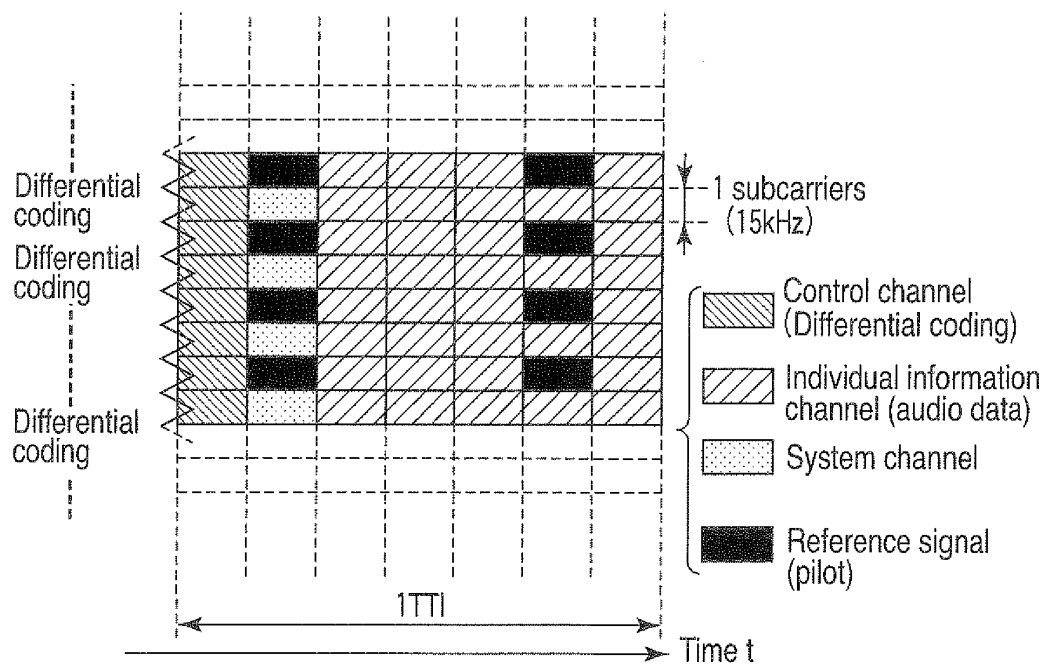 Differential
coding
Differential
coding
Differential
coding
1 subcarriers
(15kHz)
Control channel
(Differential coding)
Individual information
channel (audio data)
System channel
Reference signal
(pilot)
1TTI
Time t